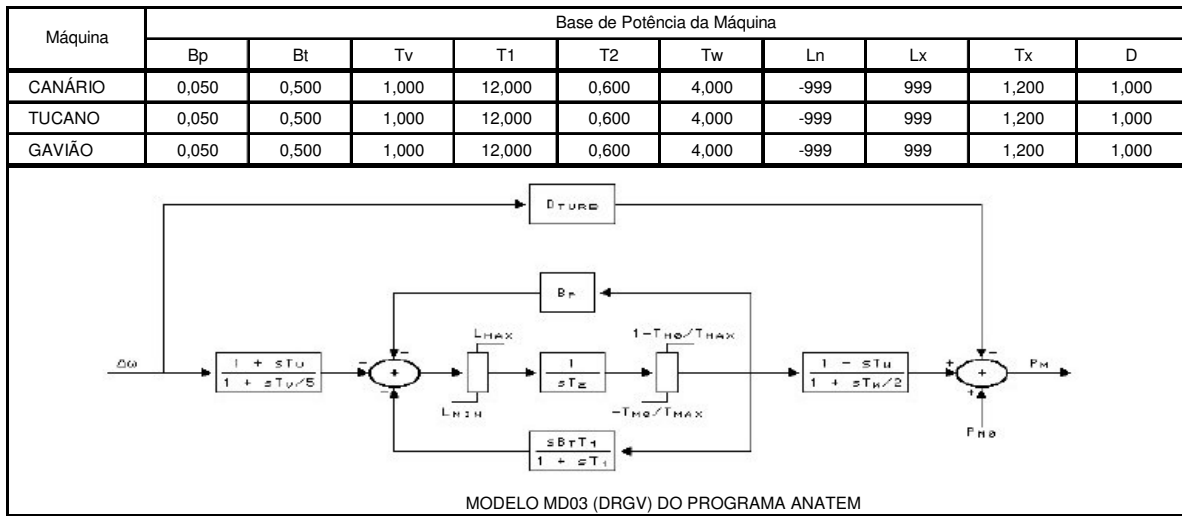 Máquina
Base de Potência da Máquina
Bp Bt Tv T1 T2 Tw Ln Lx Tx D
CANÁRIO 0,050 0,500 1,000 12,000 0,600 4,000 -999 999 1,200 1,000
TUCANO 0,050 0,500 1,000 12,000 0,600 4,000 -999 999 1,200 1,000
GAVIÃO 0,050 0,500 1,000 12,000 0,600 4,000 -999 999 1,200 1,000
DTURB
BP
LMAX
1-TM0/TMAX
Δω
1 + sTv
1 + sTv/5
- - + -
1
sT2
1 - sTW
1 + sTW/2
+ - + +
PM
LMIN
-TM0/TMAX
PM0
sBTT1
1 + sT1
MODELO MD03 (DRGV) DO PROGRAMA ANATEM